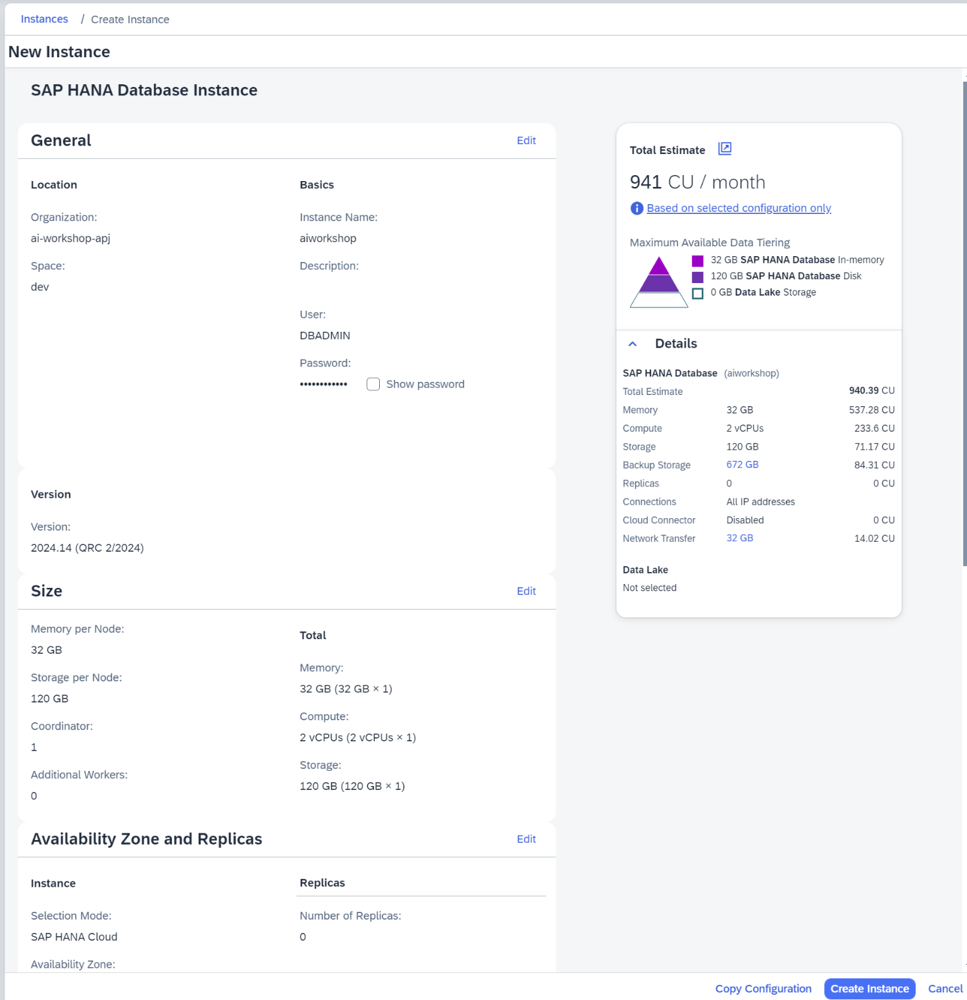 Instances / Create Instance
New Instance
SAP HANA Database Instance
General
Edit
Location
Organization:
ai-workshop-apj
Space:
dev
Basics
Instance Name:
aiworkshop
Description:
User:
DBADMIN
Password:
•••••••••••• Show password
Version
Version:
2024.14 (QRC 2/2024)
Size
Edit
Memory per Node:
32 GB
Storage per Node:
120 GB
Coordinator:
1
Additional Workers:
0
Total
Memory:
32 GB (32 GB × 1)
Compute:
2 vCPUs (2 vCPUs × 1)
Storage:
120 GB (120 GB × 1)
Availability Zone and Replicas
Edit
Instance
Selection Mode:
SAP HANA Cloud
Availability Zone:
Replicas
Number of Replicas:
0
Total Estimate
941 CU / month
Based on selected configuration only
Maximum Available Data Tiering
32 GB SAP HANA Database In-memory
120 GB SAP HANA Database Disk
0 GB Data Lake Storage
Details
SAP HANA Database (aiworkshop)
Total Estimate 940.39 CU
Memory 32 GB 537.28 CU
Compute 2 vCPUs 233.6 CU
Storage 120 GB 71.17 CU
Backup Storage 672 GB 84.31 CU
Replicas 0 0 CU
Connections All IP addresses
Cloud Connector Disabled 0 CU
Network Transfer 32 GB 14.02 CU
Data Lake
Not selected
Copy Configuration Create Instance Cancel